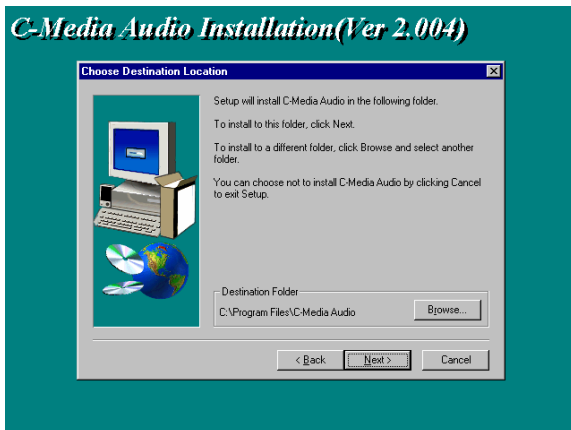 C-Media Audio Installation(Ver 2.004)
Choose Destination Location
Setup will install C-Media Audio in the following folder.
To install to this folder, click Next.
To install to a different folder, click Browse and select another
folder.
You can choose not to install C-Media Audio by clicking Cancel
to exit Setup.
Destination Folder
C:\Program Files\C-Media Audio
Browse...
< Back
Next >
Cancel